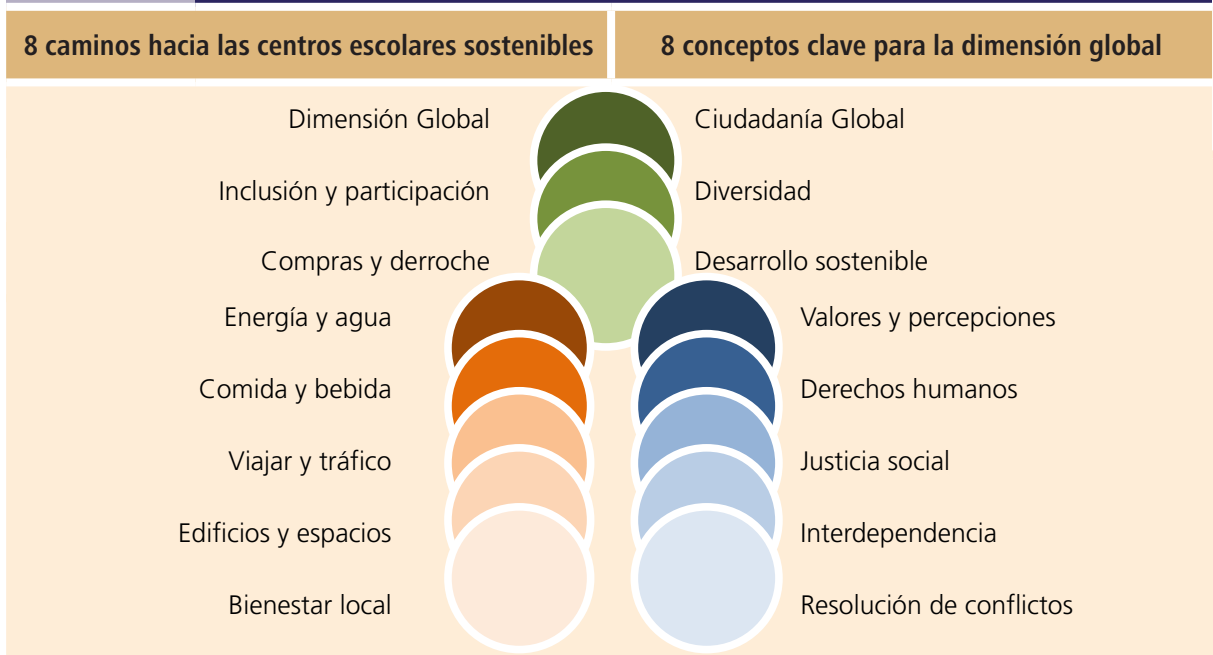 8 caminos hacia las centros escolares sostenibles
8 conceptos clave para la dimensión global
Dimensión Global
Ciudadanía Global
Inclusión y participación
Diversidad
Compras y derroche
Desarrollo sostenible
Energía y agua
Valores y percepciones
Comida y bebida
Derechos humanos
Viajar y tráfico
Justicia social
Edificios y espacios
Interdependencia
Bienestar local
Resolución de conflictos